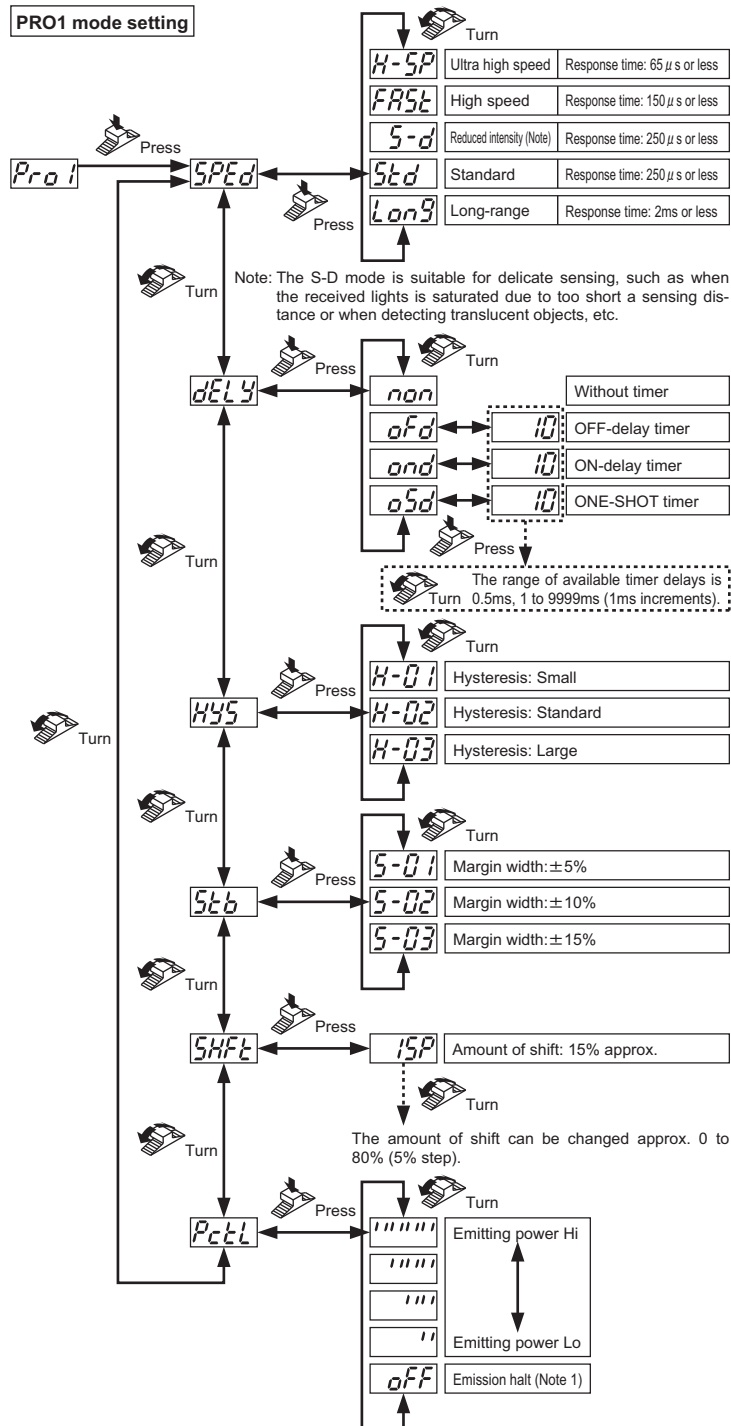 PRO1 mode setting
Turn
H-SP Ultra high speed Response time: 65 μ s or less
FASt High speed Response time: 150 μ s or less
Press
S-d Reduced intensity (Note) Response time: 250 μ s or less
Pro1 SPEd Std Standard Response time: 250 μ s or less
Press
Long Long-range Response time: 2ms or less
Turn
Note: The S-D mode is suitable for delicate sensing, such as when
the received lights is saturated due to too short a sensing dis-
tance or when detecting translucent objects, etc.
Press Turn
dELY non Without timer
oFd 10 OFF-delay timer
ond 10 ON-delay timer
oSd 10 ONE-SHOT timer
Press
Turn
The range of available timer delays is
Turn 0.5ms, 1 to 9999ms (1ms increments).
Turn
Press
H-01 Hysteresis: Small
HYS H-02 Hysteresis: Standard
Turn
H-03 Hysteresis: Large
Turn
Turn
Press
S-01 Margin width:±5%
Stb S-02 Margin width:±10%
S-03 Margin width:±15%
Turn
Press
SHFt 15P Amount of shift: 15% approx.
Turn
The amount of shift can be changed approx. 0 to
80% (5% step).
Turn
Press Turn
PctL Emitting power Hi
Emitting power Lo
oFF Emission halt (Note 1)